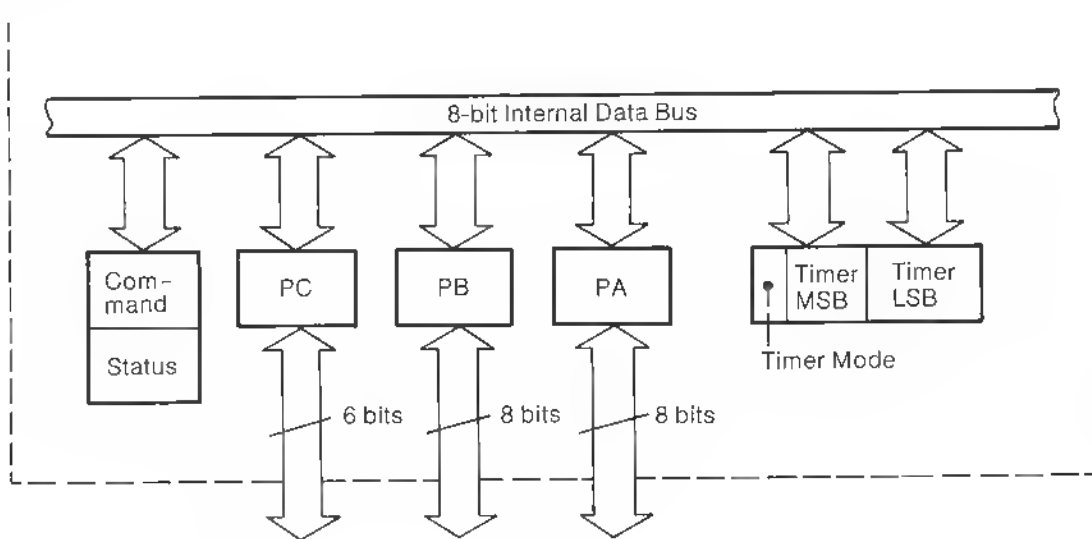 8-bit Internal Data Bus
Com-
mand
Status
PC
PB
PA
Timer
MSB
Timer
LSB
Timer Mode
6 bits
8 bits
8 bits